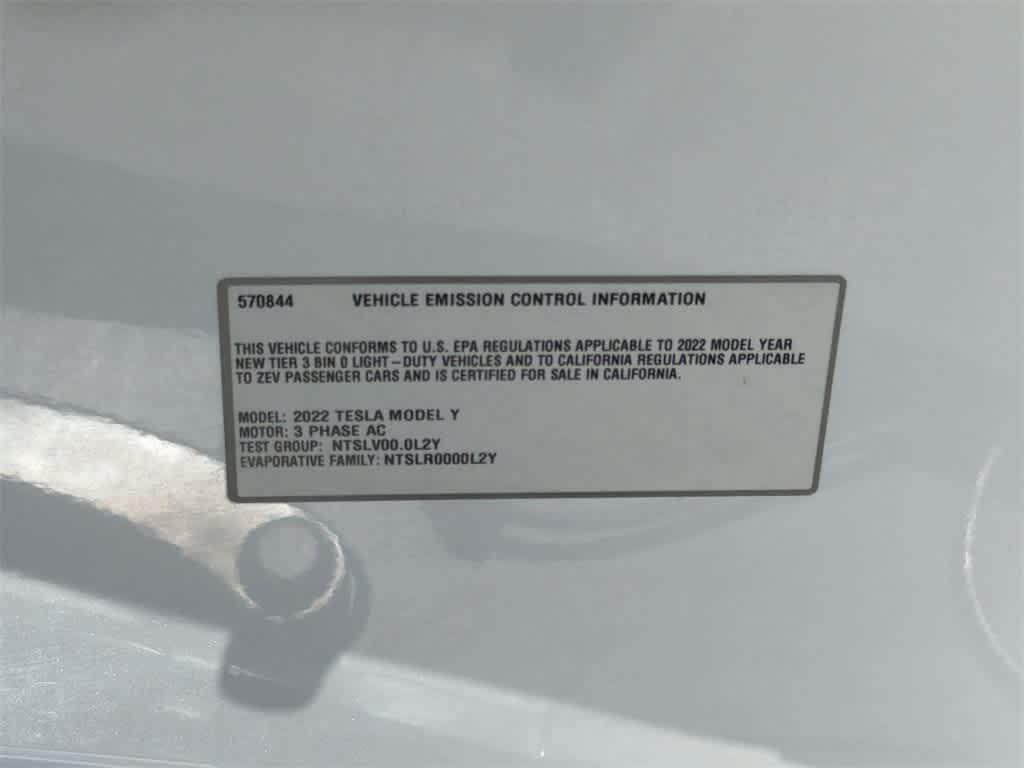 570844 VEHICLE EMISSION CONTROL INFORMATION
THIS VEHICLE CONFORMS TO U.S. EPA REGULATIONS APPLICABLE TO 2022 MODEL YEAR
NEW TIER 3 BIN 0 LIGHT-DUTY VEHICLES AND TO CALIFORNIA REGULATIONS APPLICABLE
TO ZEV PASSENGER CARS AND IS CERTIFIED FOR SALE IN CALIFORNIA.
MODEL: 2022 TESLA MODEL Y
MOTOR: 3 PHASE AC
TEST GROUP: NTSLV00.0L2Y
EVAPORATIVE FAMILY: NTSLR0000L2Y